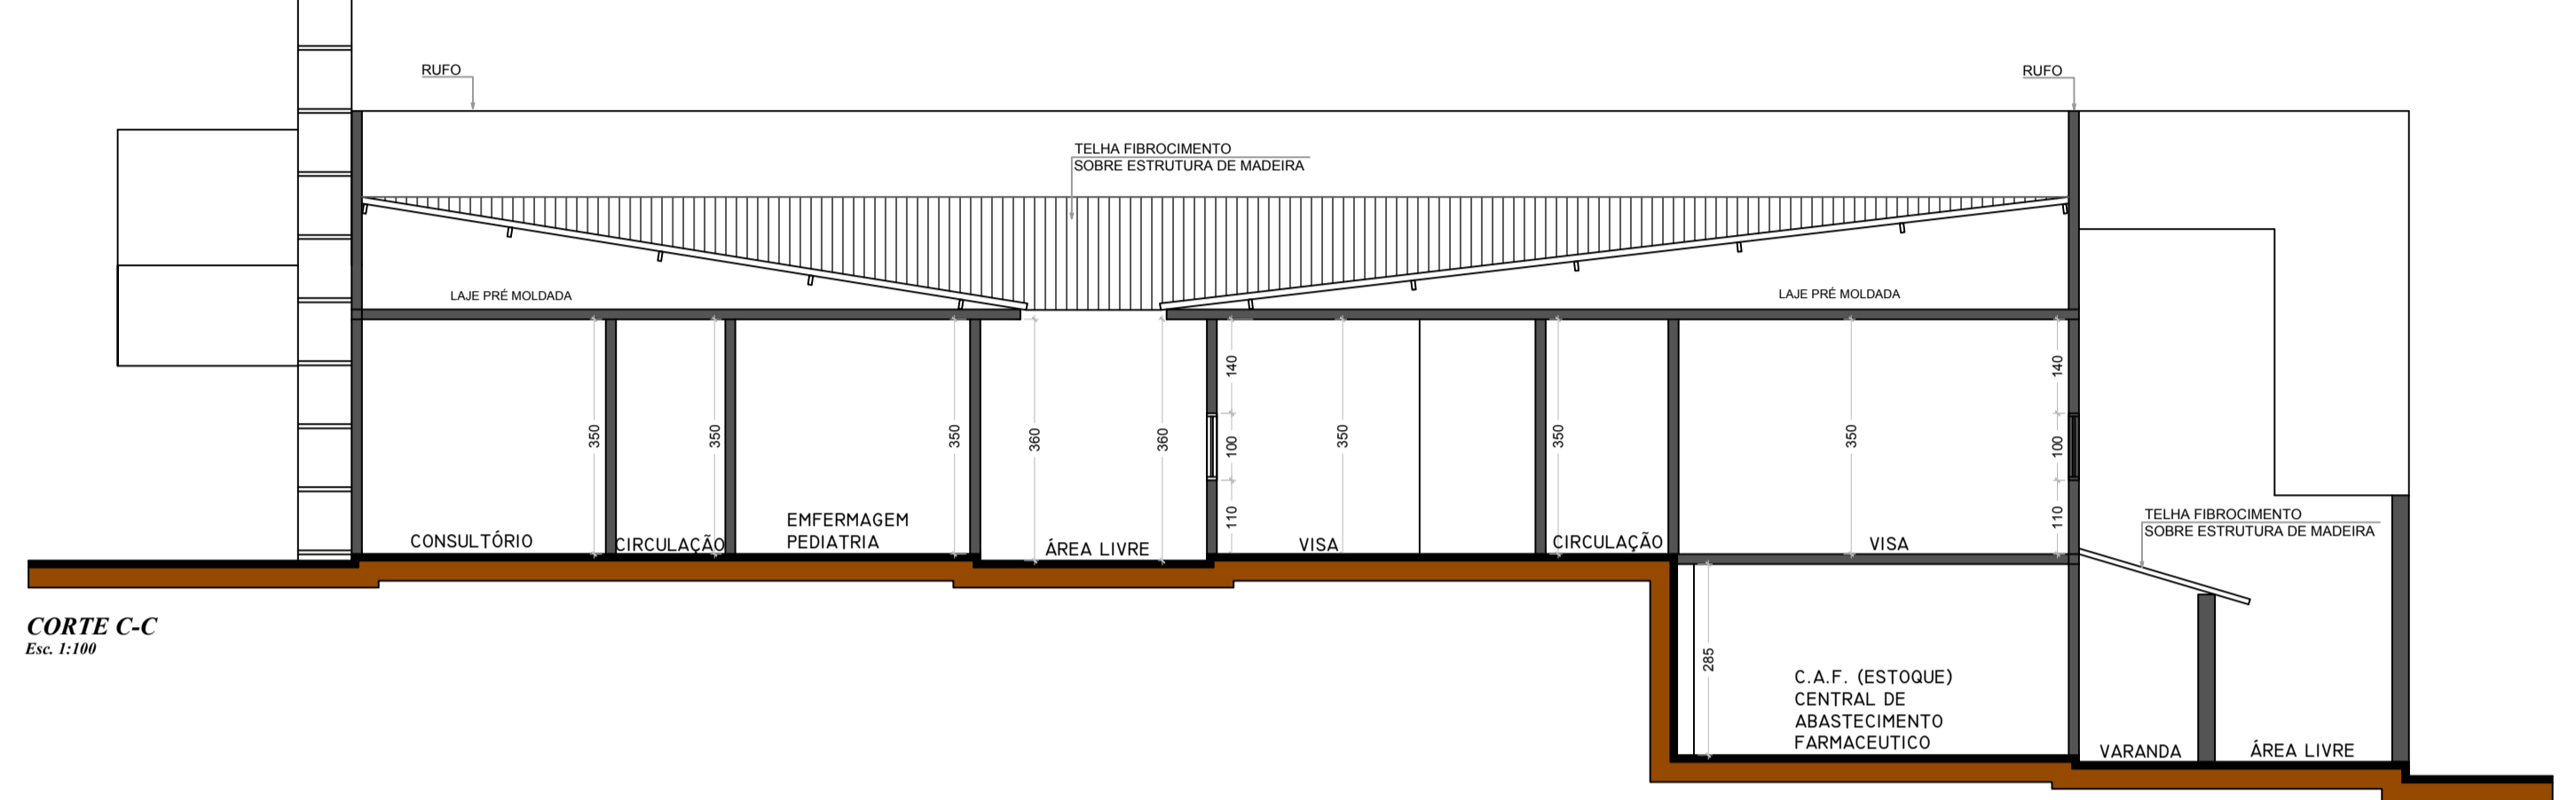 RUFO
RUFO
TELHA FIBROCIMENTO
SOBRE ESTRUTURA DE MADEIRA
LAJE PRÉ MOLDADA
LAJE PRÉ MOLDADA
140
140
350
350
350
360
360
100
350
350
350
100
110
110
CONSULTÓRIO
CIRCULAÇÃO
EMFERMAGEM
PEDIATRIA
ÁREA LIVRE
VISA
CIRCULAÇÃO
VISA
TELHA FIBROCIMENTO
SOBRE ESTRUTURA DE MADEIRA
CORTE C-C
Esc. 1:100
285
C.A.F. (ESTOQUE)
CENTRAL DE
ABASTECIMENTO
FARMACEUTICO
VARANDA
ÁREA LIVRE